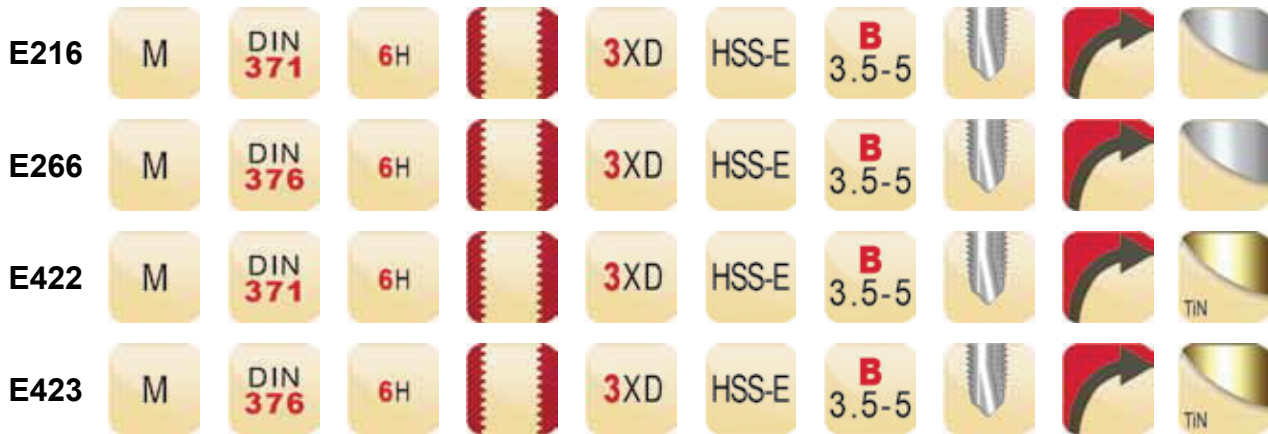 E216 M DIN 371 6H 3XD HSS-E B 3.5-5
E266 M DIN 376 6H 3XD HSS-E B 3.5-5
E422 M DIN 371 6H 3XD HSS-E B 3.5-5 TiN
E423 M DIN 376 6H 3XD HSS-E B 3.5-5 TiN